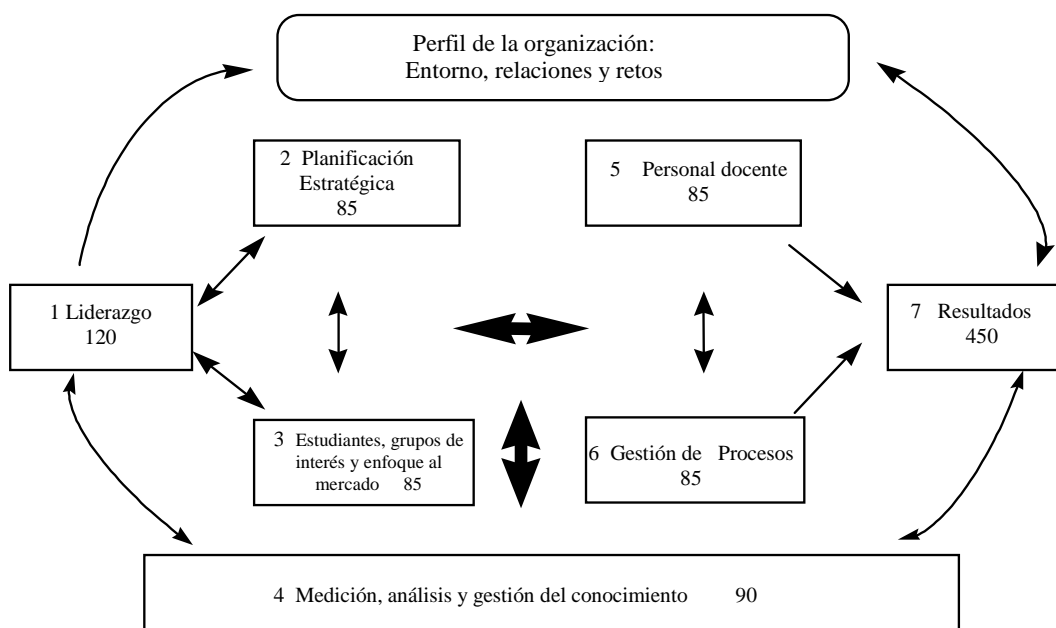 Perfil de la organización:
Entorno, relaciones y retos
2 Planificación
Estratégica
85
5 Personal docente
85
1 Liderazgo
120
7 Resultados
450
3 Estudiantes, grupos de
interés y enfoque al
mercado 85
6 Gestión de Procesos
85
4 Medición, análisis y gestión del conocimiento 90